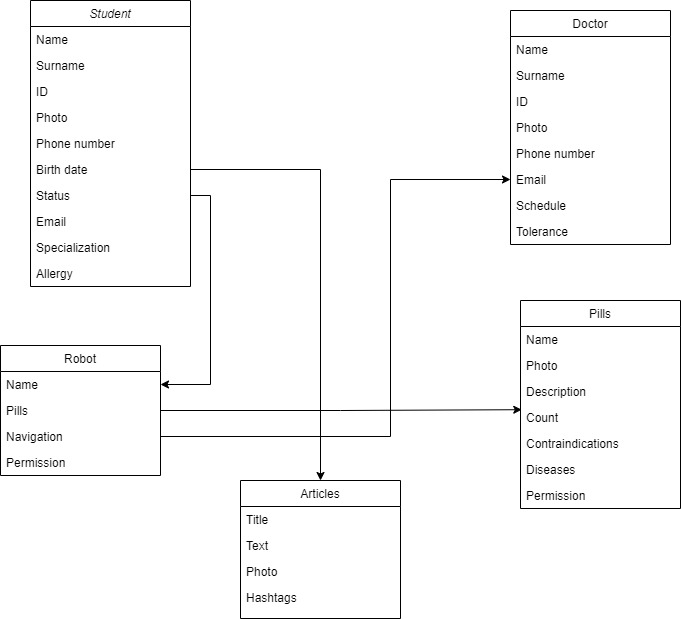 Student
Name
Surname
ID
Photo
Phone number
Birth date
Status
Email
Specialization
Allergy
Doctor
Name
Surname
ID
Photo
Phone number
Email
Schedule
Tolerance
Robot
Name
Pills
Navigation
Permission
Pills
Name
Photo
Description
Count
Contraindications
Diseases
Permission
Articles
Title
Text
Photo
Hashtags